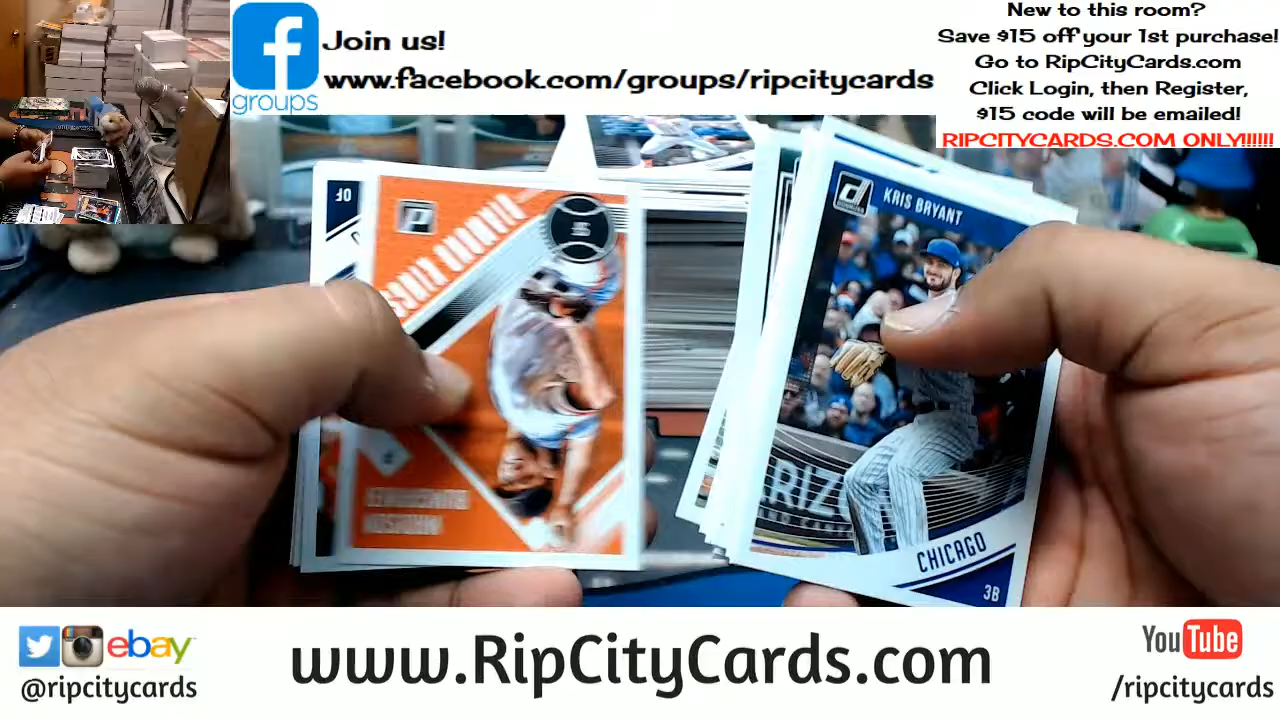 Join us!
www.facebook.com/groups/ripcitycards
groups
New to this room?
Save $15 off your 1st purchase!
Go to RipCityCards.com
Click Login, then Register,
$15 code will be emailed!
RIPCITYCARDS.COM ONLY!!!!!!
KRIS BRYANT
CHICAGO
3B
OF
ebay
@ripcitycards
www.RipCityCards.com
YouTube
/ripcitycards